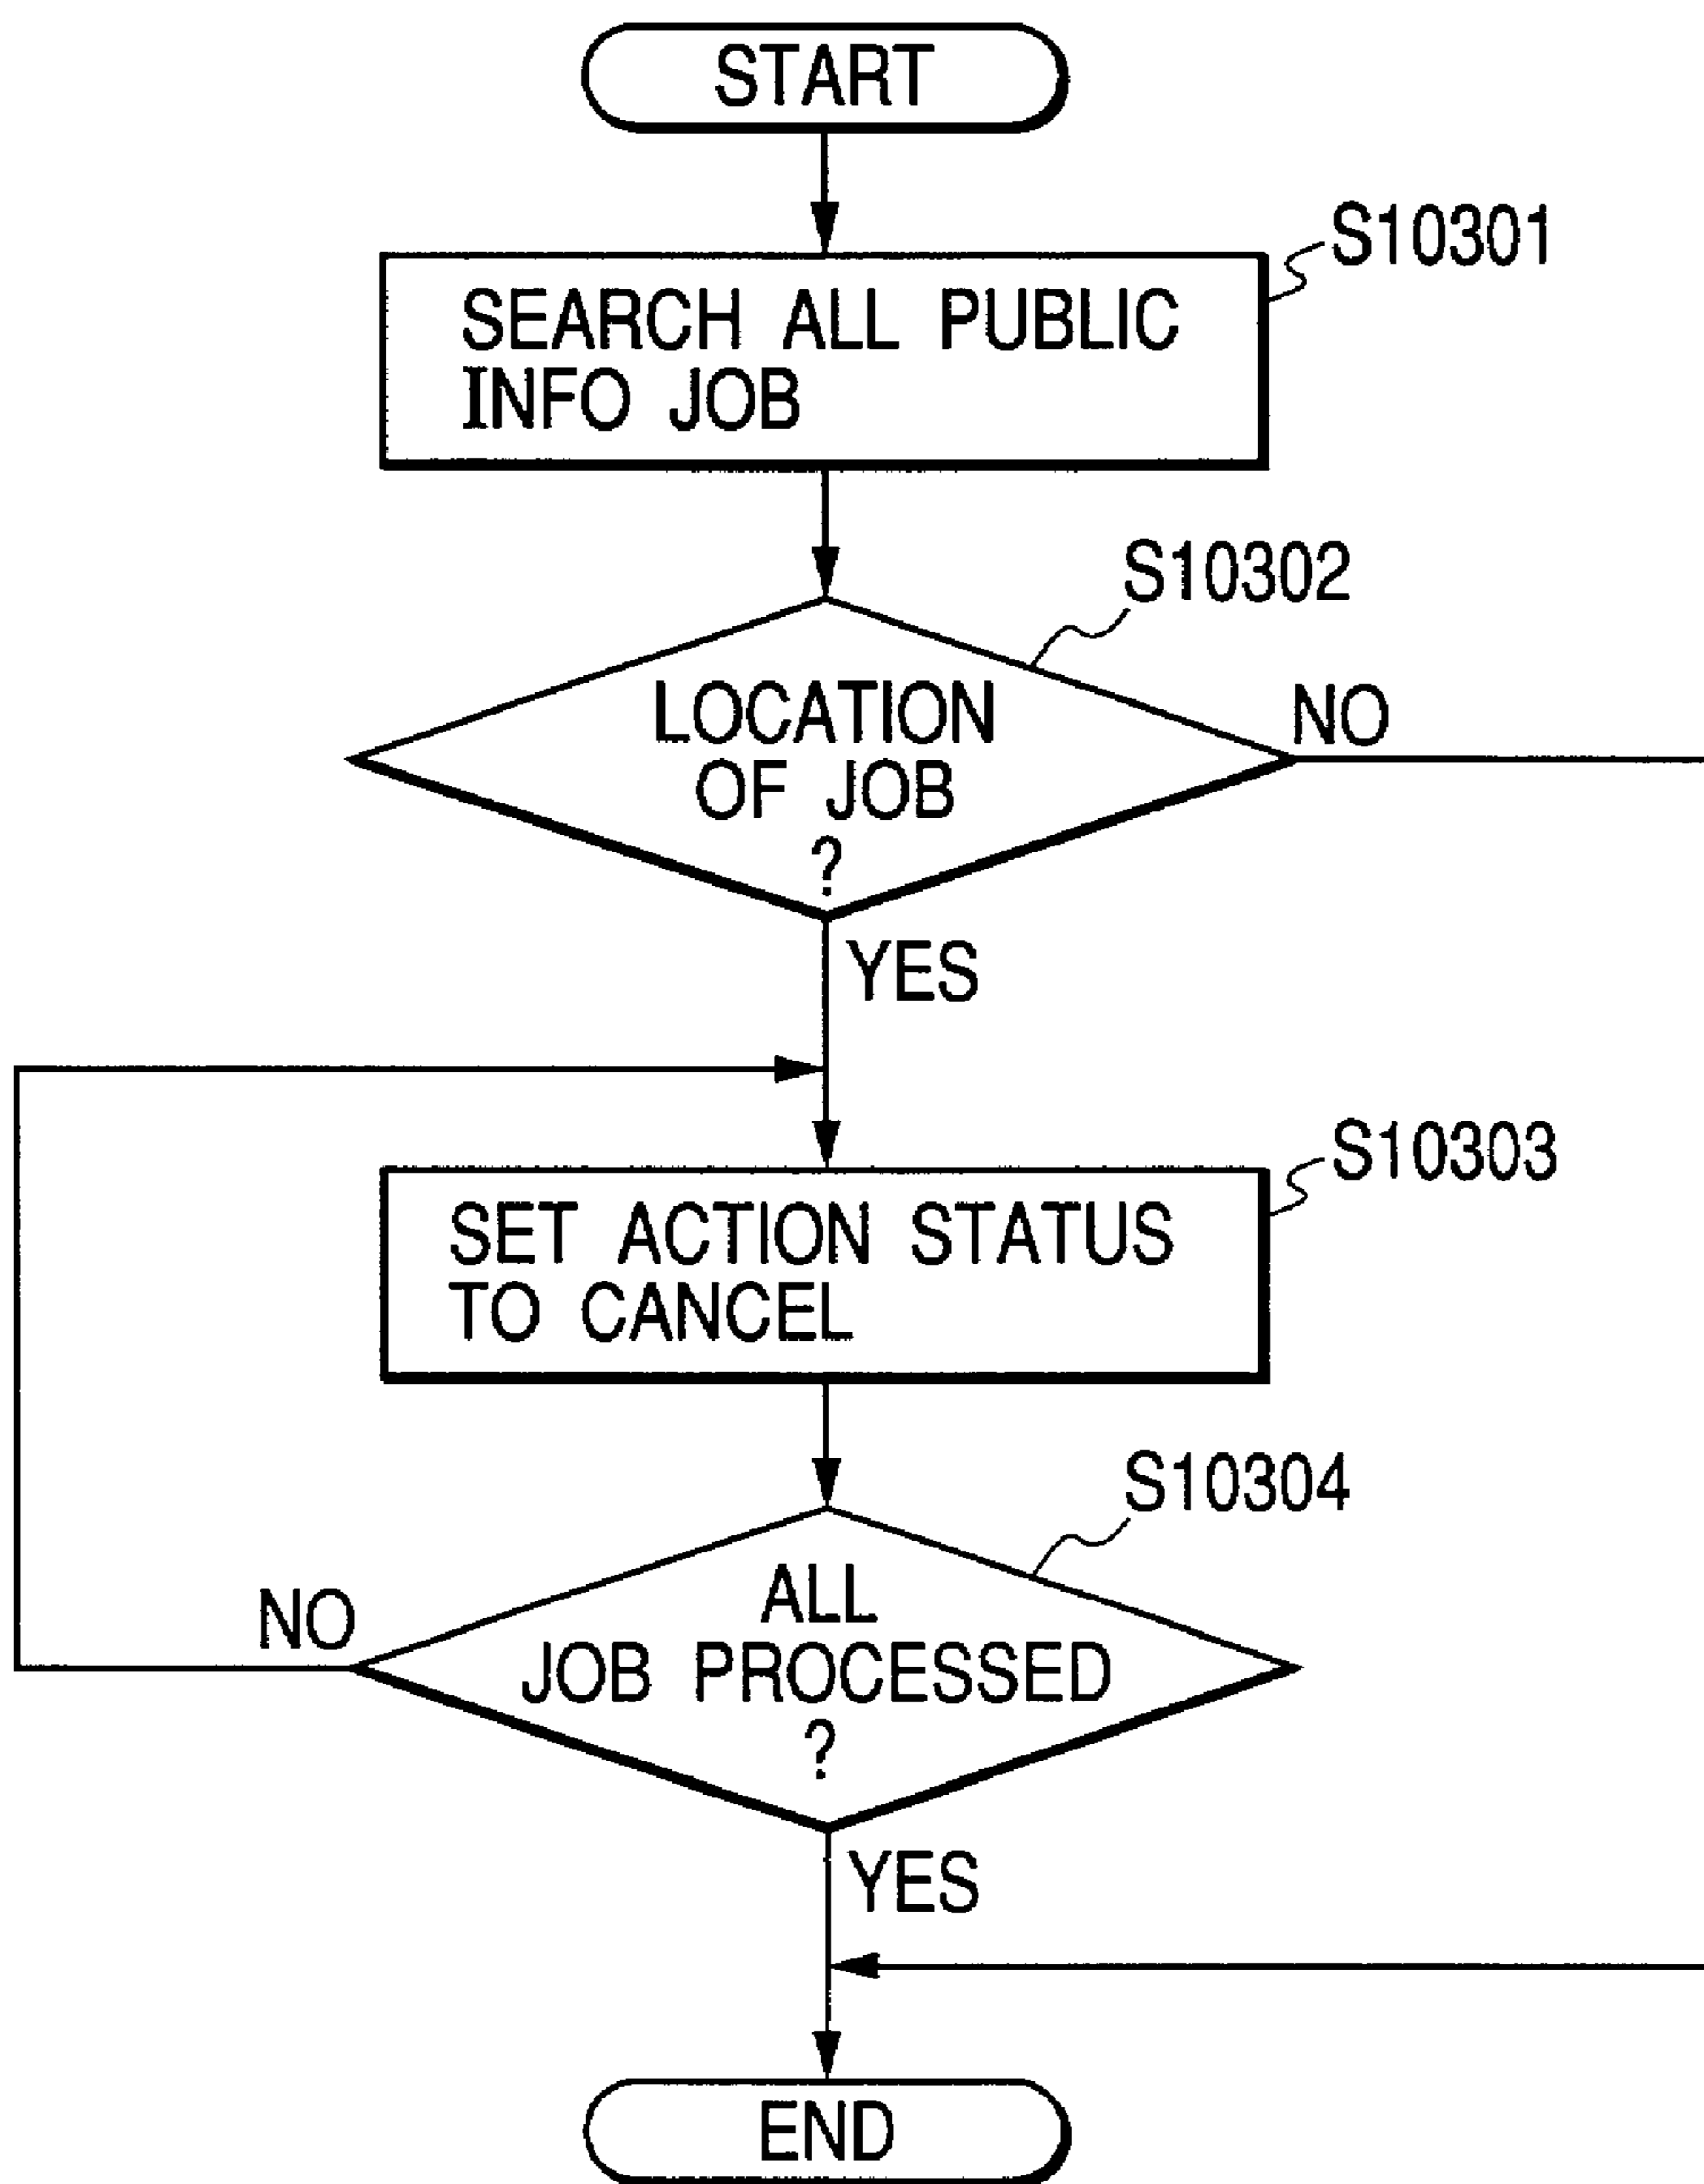 START
S10301
SEARCH ALL PUBLIC
INFO JOB
S10302
LOCATION
OF JOB
?
NO
YES
S10303
SET ACTION STATUS
TO CANCEL
S10304
ALL
JOB PROCESSED
?
NO
YES
END